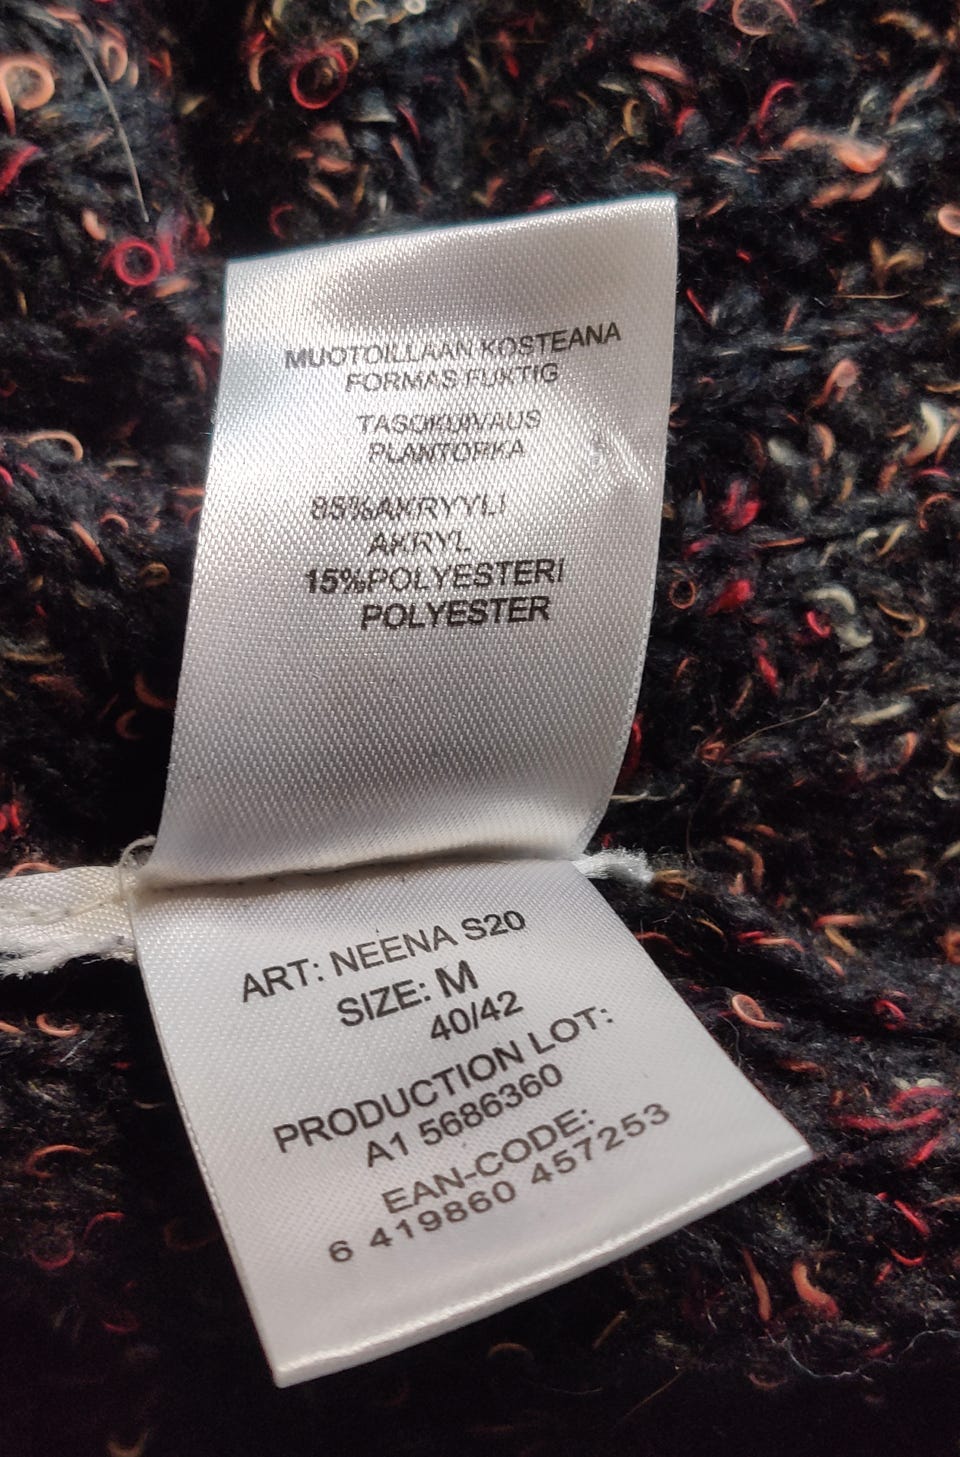 MUOTOILLAAN KOSTEANA
FORMAS FUKTIG
TASOKUIVAUS
PLANTORKA
85%AKRYYLI
AKRYL
15%POLYESTERI
POLYESTER
ART: NEENA S20
SIZE: M
40/42
PRODUCTION LOT:
A1 5686360
EAN-CODE:
6 419860 457253